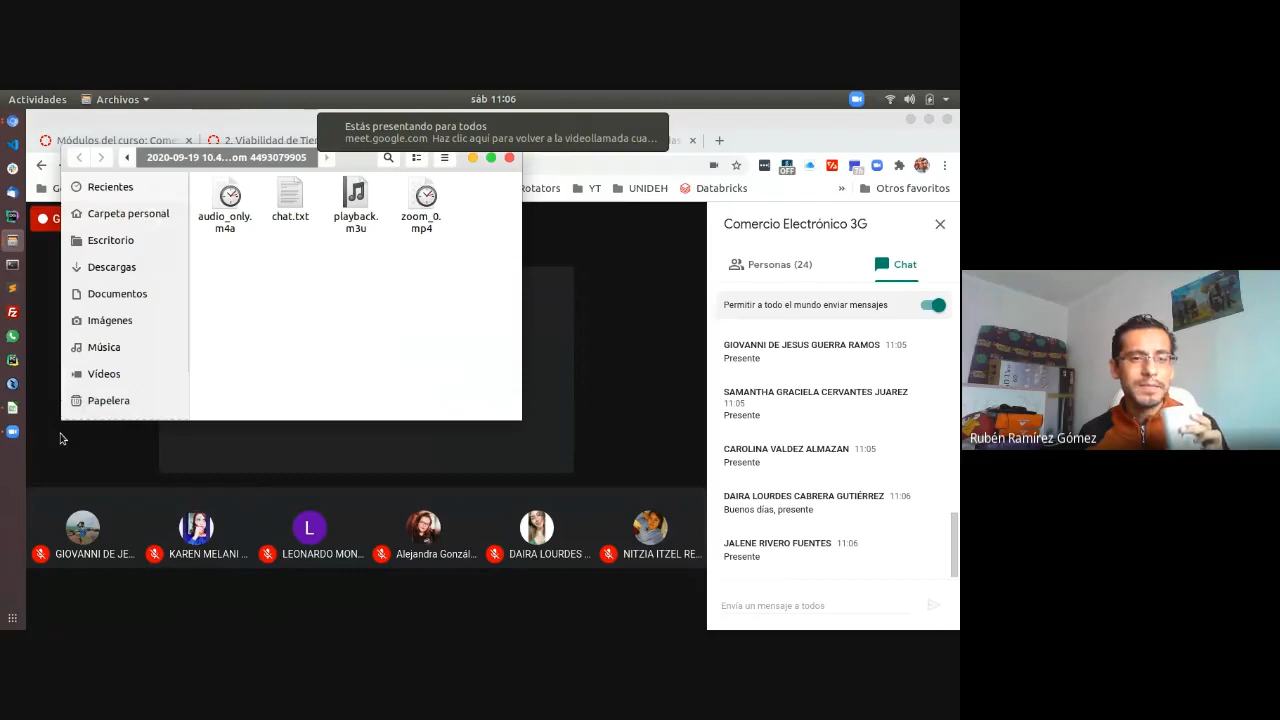 Actividades
Archivos
sáb 11:06
Estás presentando para todos
meet.google.com Haz clic aquí para volver a la videollamada cua...
Módulos del curso: Come
2. Viabilidad de Tie
2020-09-19 10.4...om 4493079905
OFF
Rotators
YT
UNIDEH
Databricks
»
Otros favoritos
Recientes
Carpeta personal
Escritorio
Descargas
Documentos
Imágenes
Música
Vídeos
Papelera
audio_only.
m4a
chat.txt
playback.
m3u
zoom_0.
mp4
Comercio Electrónico 3G
Personas (24)
Chat
Permitir a todo el mundo enviar mensajes
GIOVANNI DE JESUS GUERRA RAMOS 11:05
Presente
SAMANTHA GRACIELA CERVANTES JUAREZ
11:05
Presente
CAROLINA VALDEZ ALMAZAN 11:05
Presente
DAIRA LOURDES CABRERA GUTIÉRREZ 11:06
Buenos días, presente
JALENE RIVERO FUENTES 11:06
Presente
Envía un mensaje a todos
L
GIOVANNI DE JE...
KAREN MELANI ...
LEONARDO MON...
Alejandra Gonzál...
DAIRA LOURDES ...
NITZIA ITZEL RE...
Rubén Ramírez Gómez